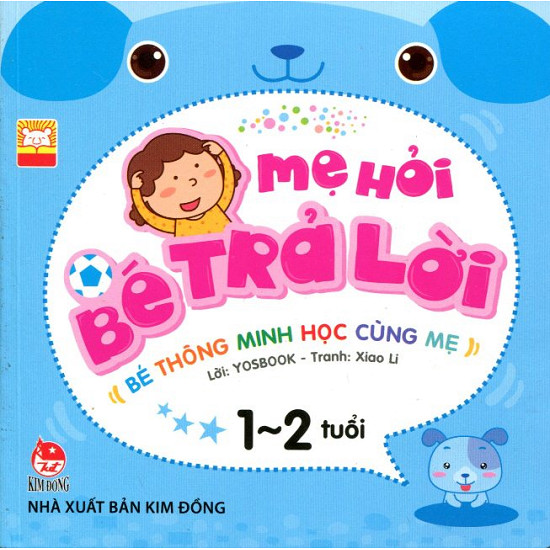 Mẹ Hỏi
Bé Trả Lời
BÉ THÔNG MINH HỌC CÙNG MẸ
Lời: YOSBOOK - Tranh: Xiao Li
1~2 tuổi
KIM ĐỒNG
NHÀ XUẤT BẢN KIM ĐỒNG